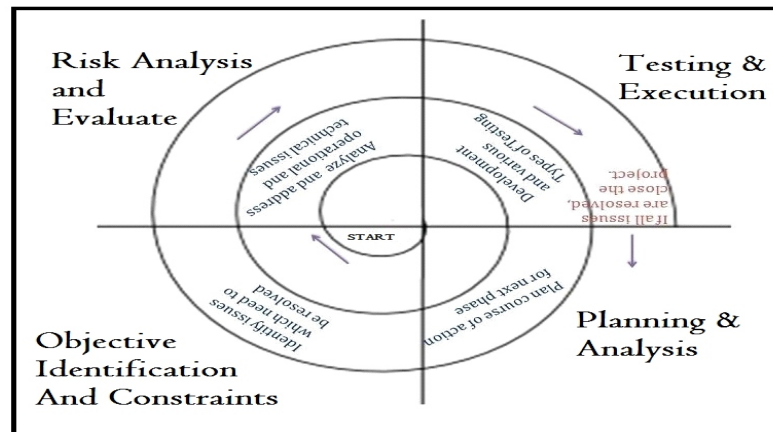 Risk Analysis
and
Evaluate
Testing &
Execution
Analyze and address
operational and
technical issues
Development
and various
Types of Testing
If all issues
are resolved,
close the
project.
START
Identify issues
which need to
be resolved
Plan course of action
for next phase
Objective
Identification
And Constraints
Planning &
Analysis